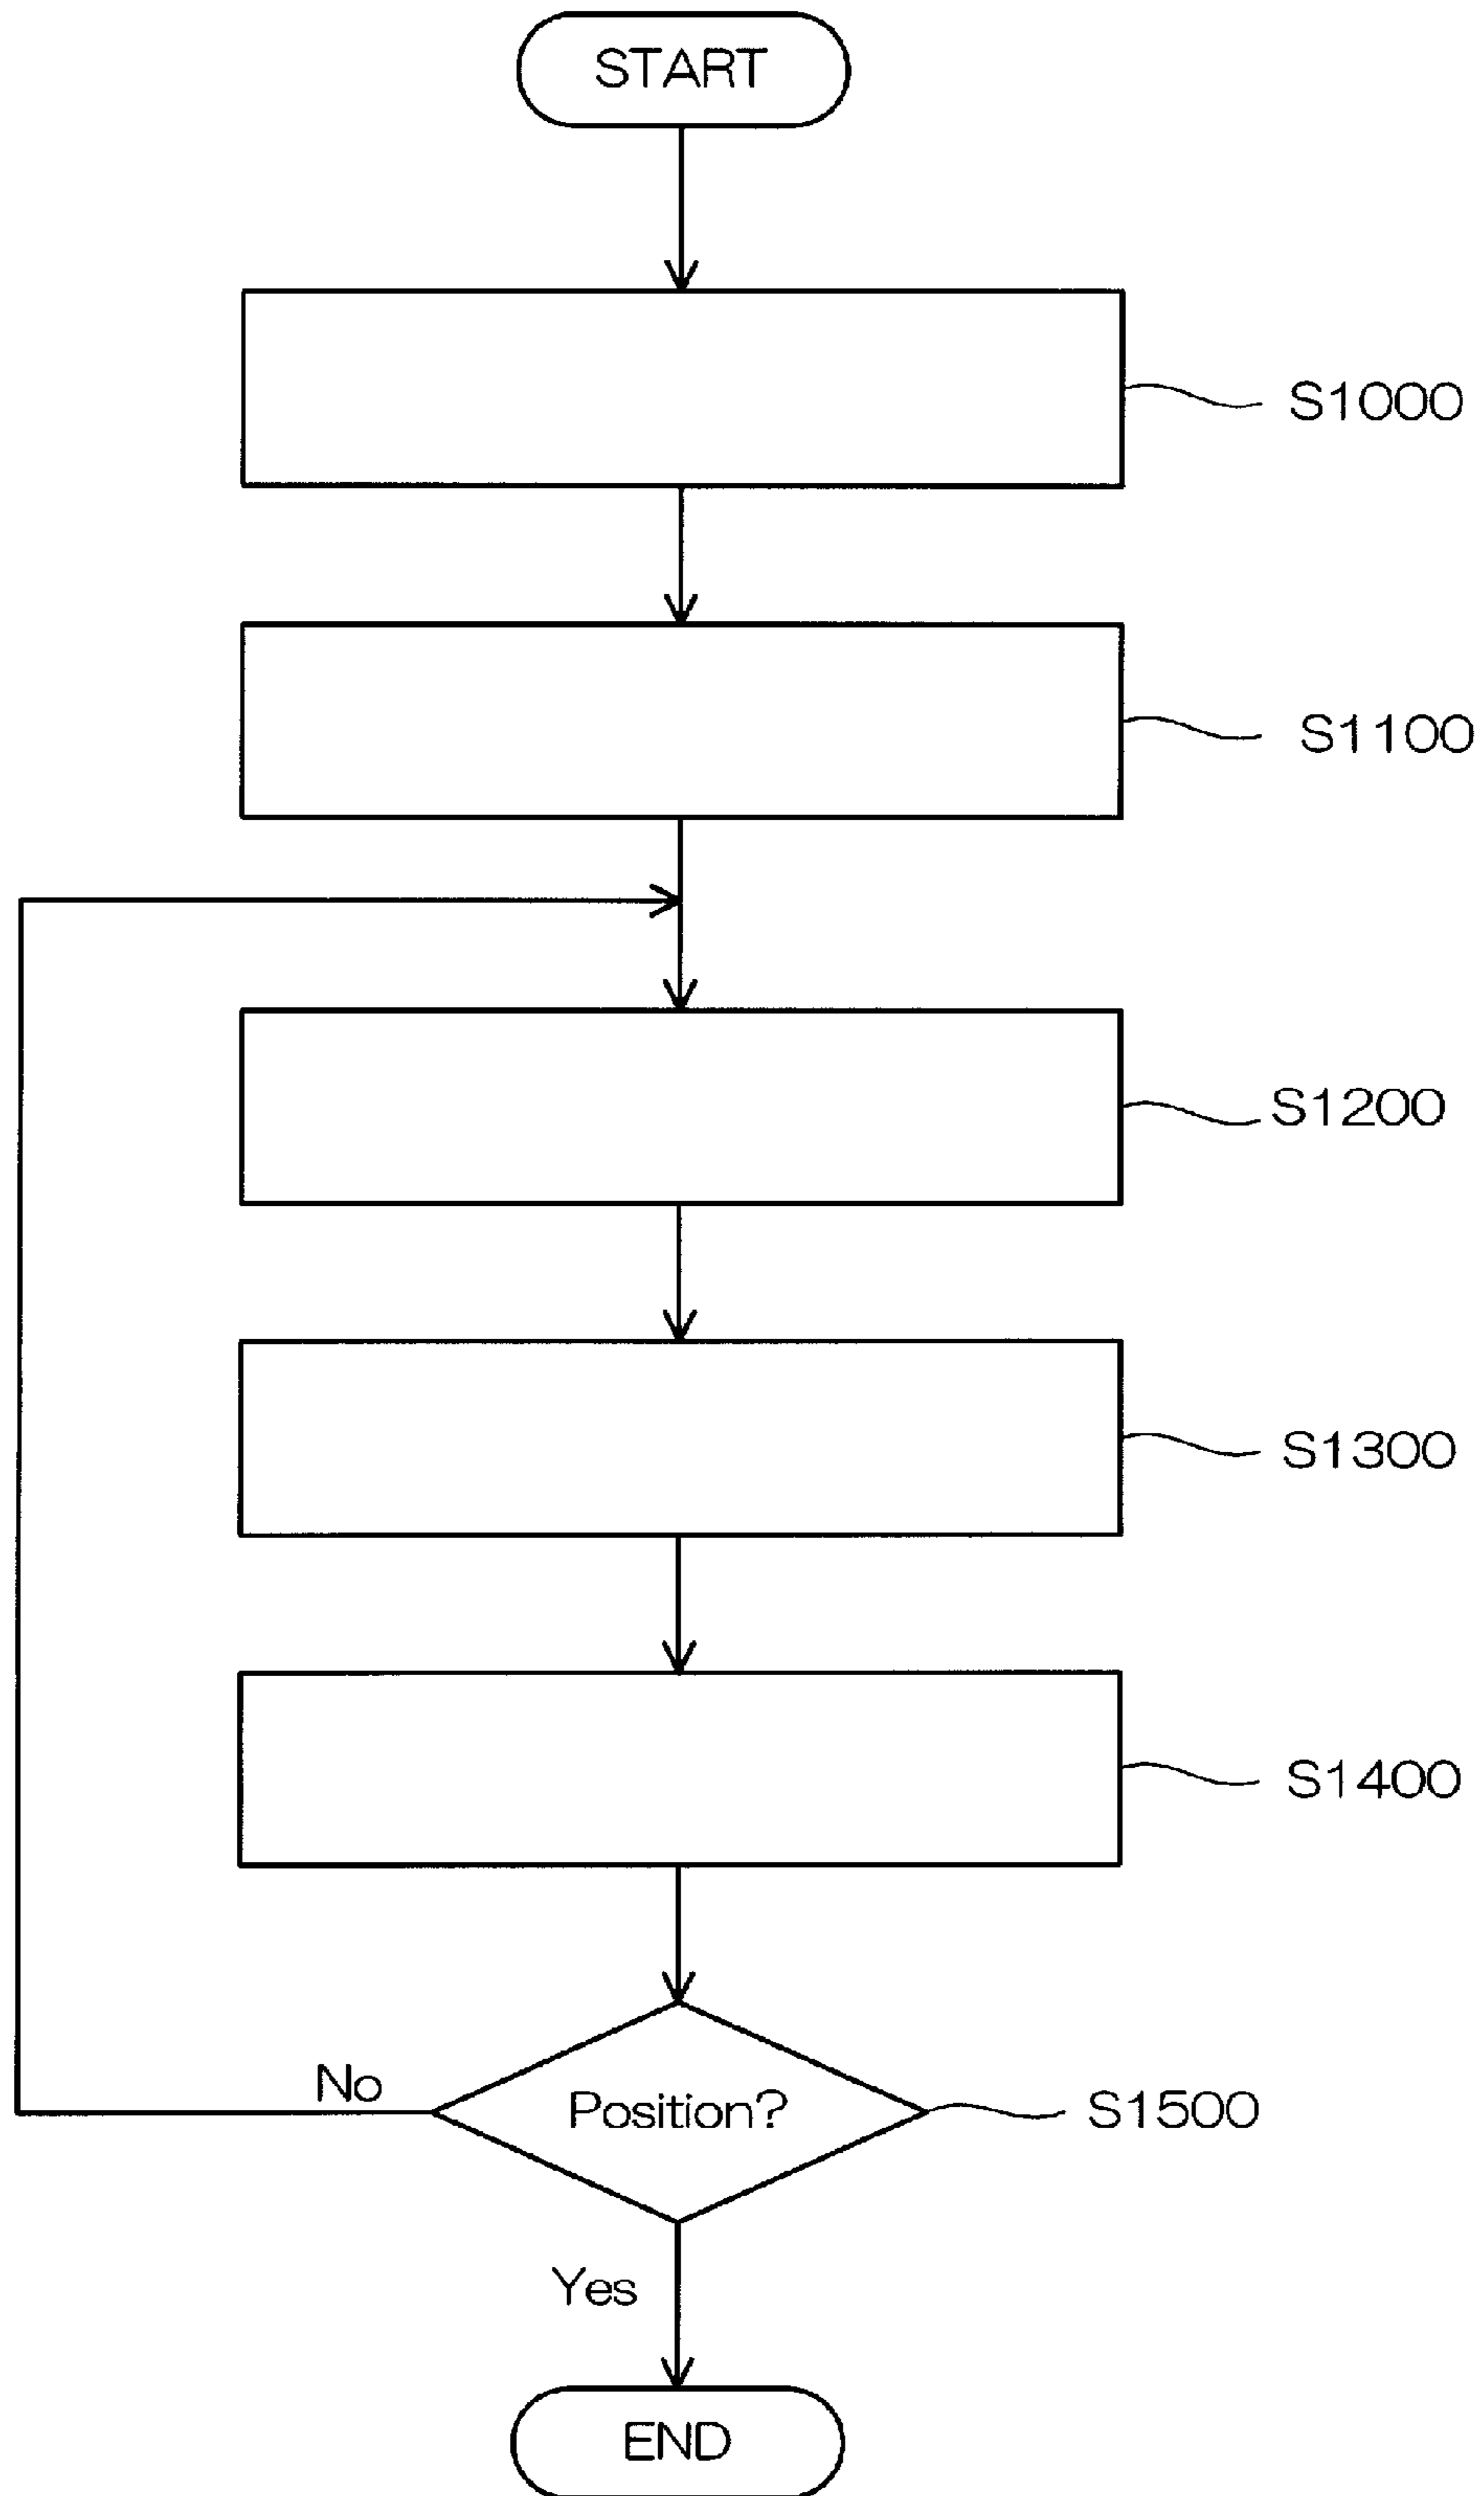 START
S1000
S1100
S1200
S1300
S1400
No
Position?
S1500
Yes
END